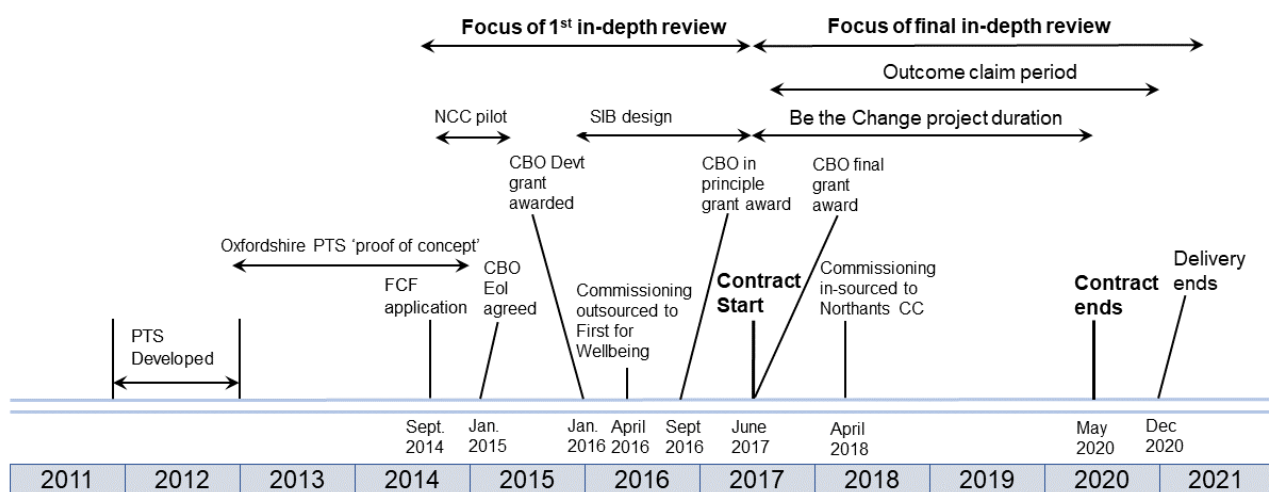 Focus of 1st in-depth review
Focus of final in-depth review
Outcome claim period
NCC pilot
SIB design
Be the Change project duration
CBO Devt
grant
awarded
CBO in
principle
grant award
CBO final
grant
award
Oxfordshire PTS ‘proof of concept’
FCF
application
CBO
EoI
agreed
Commissioning
outsourced to
First for
Wellbeing
Contract
Start
Commissioning
in-sourced to
Northants CC
Contract
ends
Delivery
ends
PTS
Developed
Sept.
2014
Jan.
2015
Jan.
2016
April
2016
Sept
2016
June
2017
April
2018
May
2020
Dec
2020
2011
2012
2013
2014
2015
2016
2017
2018
2019
2020
2021